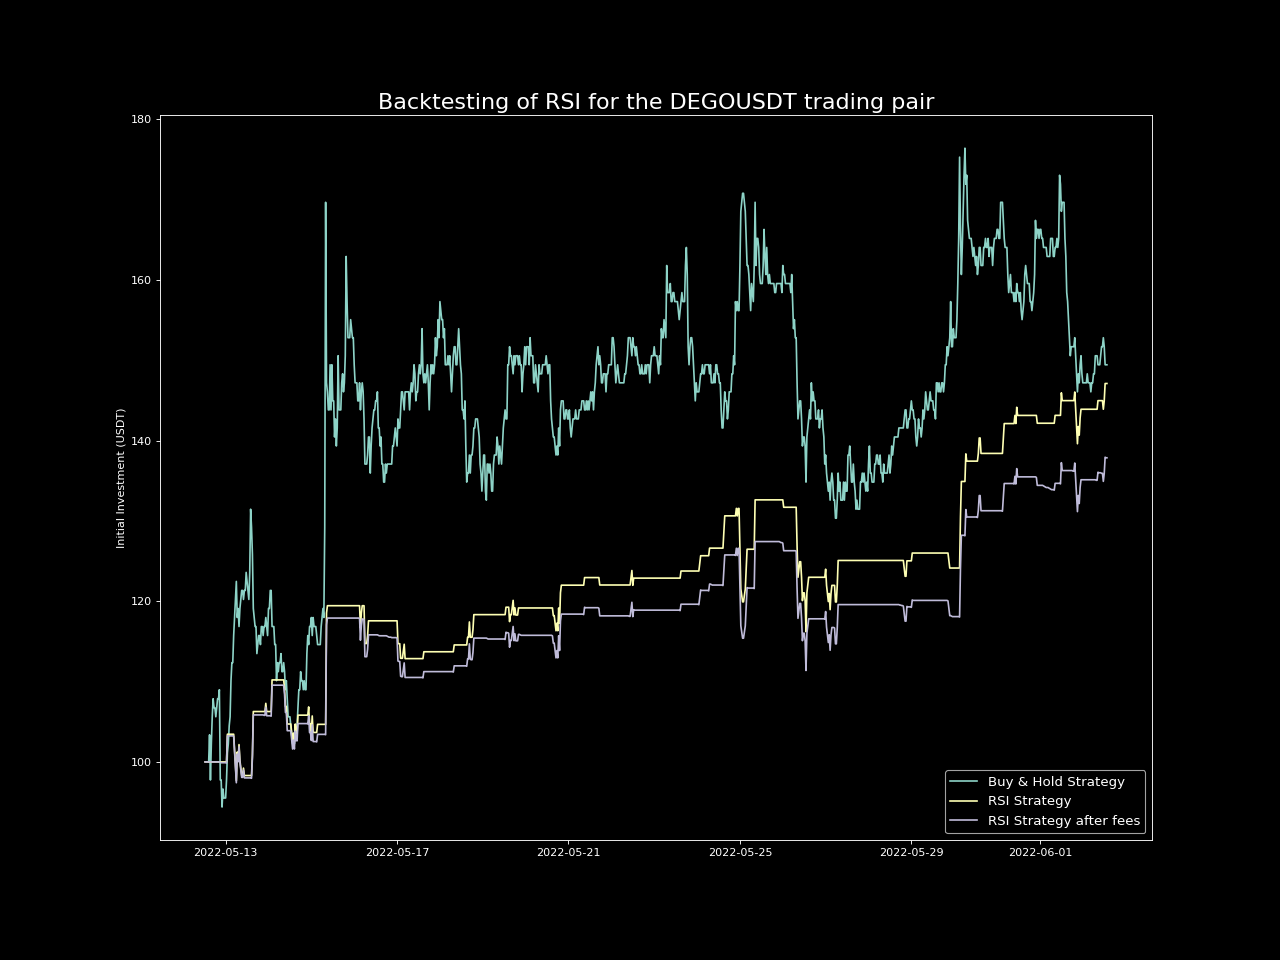 Backtesting of RSI for the DEGOUSDT trading pair
180
160
140
120
100
Initial Investment (USDT)
2022-05-13
2022-05-17
2022-05-21
2022-05-25
2022-05-29
2022-06-01
Buy & Hold Strategy
RSI Strategy
RSI Strategy after fees